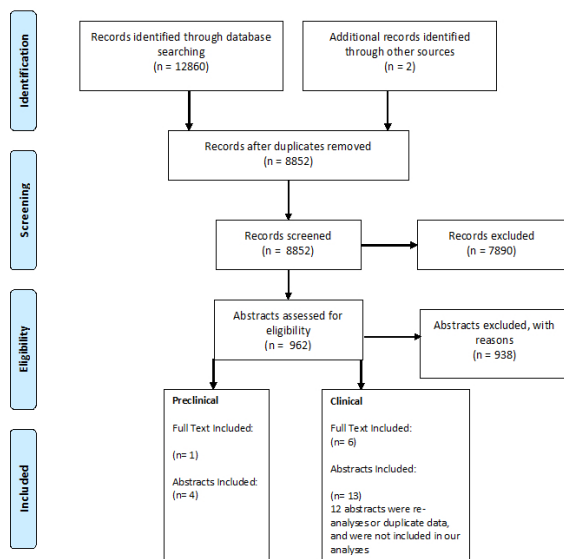 Identification
Records identified through database
searching
(n = 12860)
Additional records identified
through other sources
(n = 2)
Records after duplicates removed
(n = 8852)
Screening
Records screened
(n = 8852)
Records excluded
(n = 7890)
Eligibility
Abstracts assessed for
eligibility
(n = 962)
Abstracts excluded, with
reasons
(n = 938)
Included
Preclinical
Full Text Included:
(n= 1)
Abstracts Included:
(n= 4)
Clinical
Full Text Included:
(n= 6)
Abstracts Included:
(n= 13)
12 abstracts were re-
analyses or duplicate data,
and were not included in our
analyses